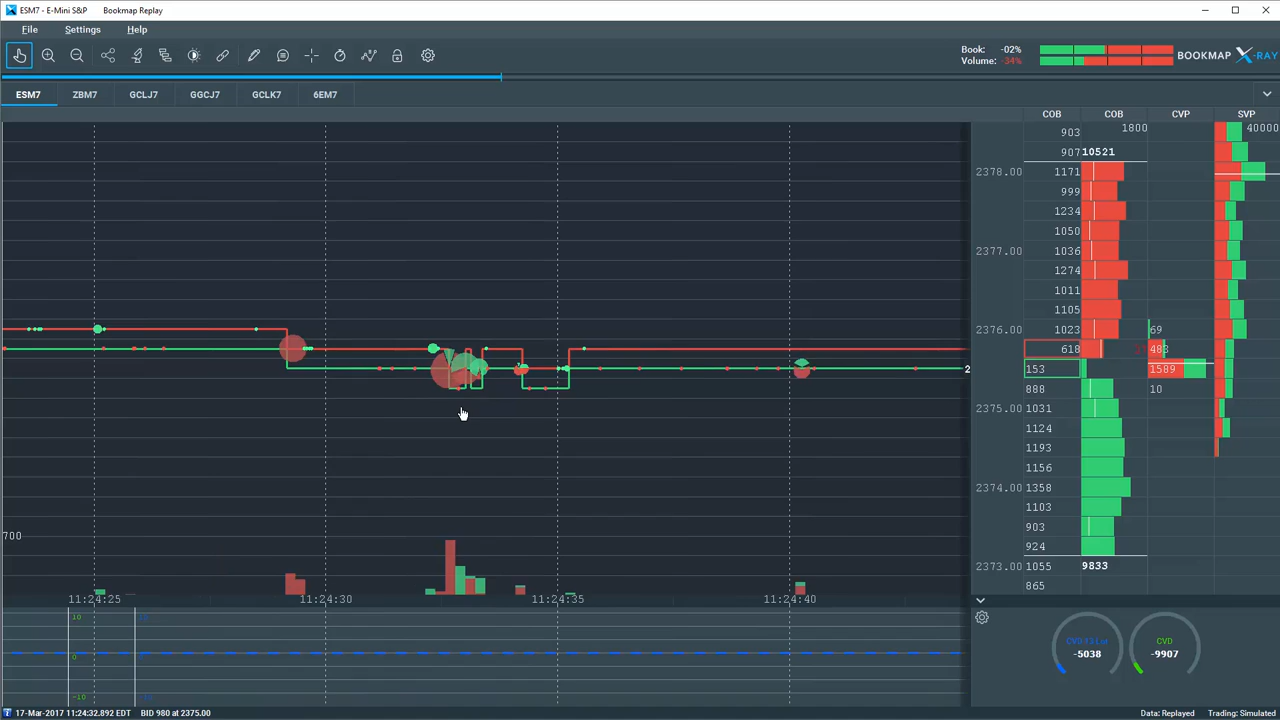 ESM7 - E-Mini S&P
Bookmap Replay
File
Settings
Help
Book: -02%
Volume: -34%
BOOKMAP X-RAY
ESM7
ZBM7
GCLJ7
GGCJ7
GCLK7
6EM7
COB
COB
CVP
SVP
1800
40000
903
907 10521
2378.00 1171
999
1234
1050
2377.00 1036
1274
1011
1105
2376.00 1023 69
618 483
153 1589
888 10
2375.00 1031
1124
1193
1156
2374.00 1358
1103
903
924
2373.00 1055 9833
865
700
11:24:25
11:24:30
11:24:35
11:24:40
10
0
-10
CVD
-5038
-9907
17-Mar-2017 11:24:32.892 EDT BID 980 at 2375.00
Data: Replayed
Trading: Simulated